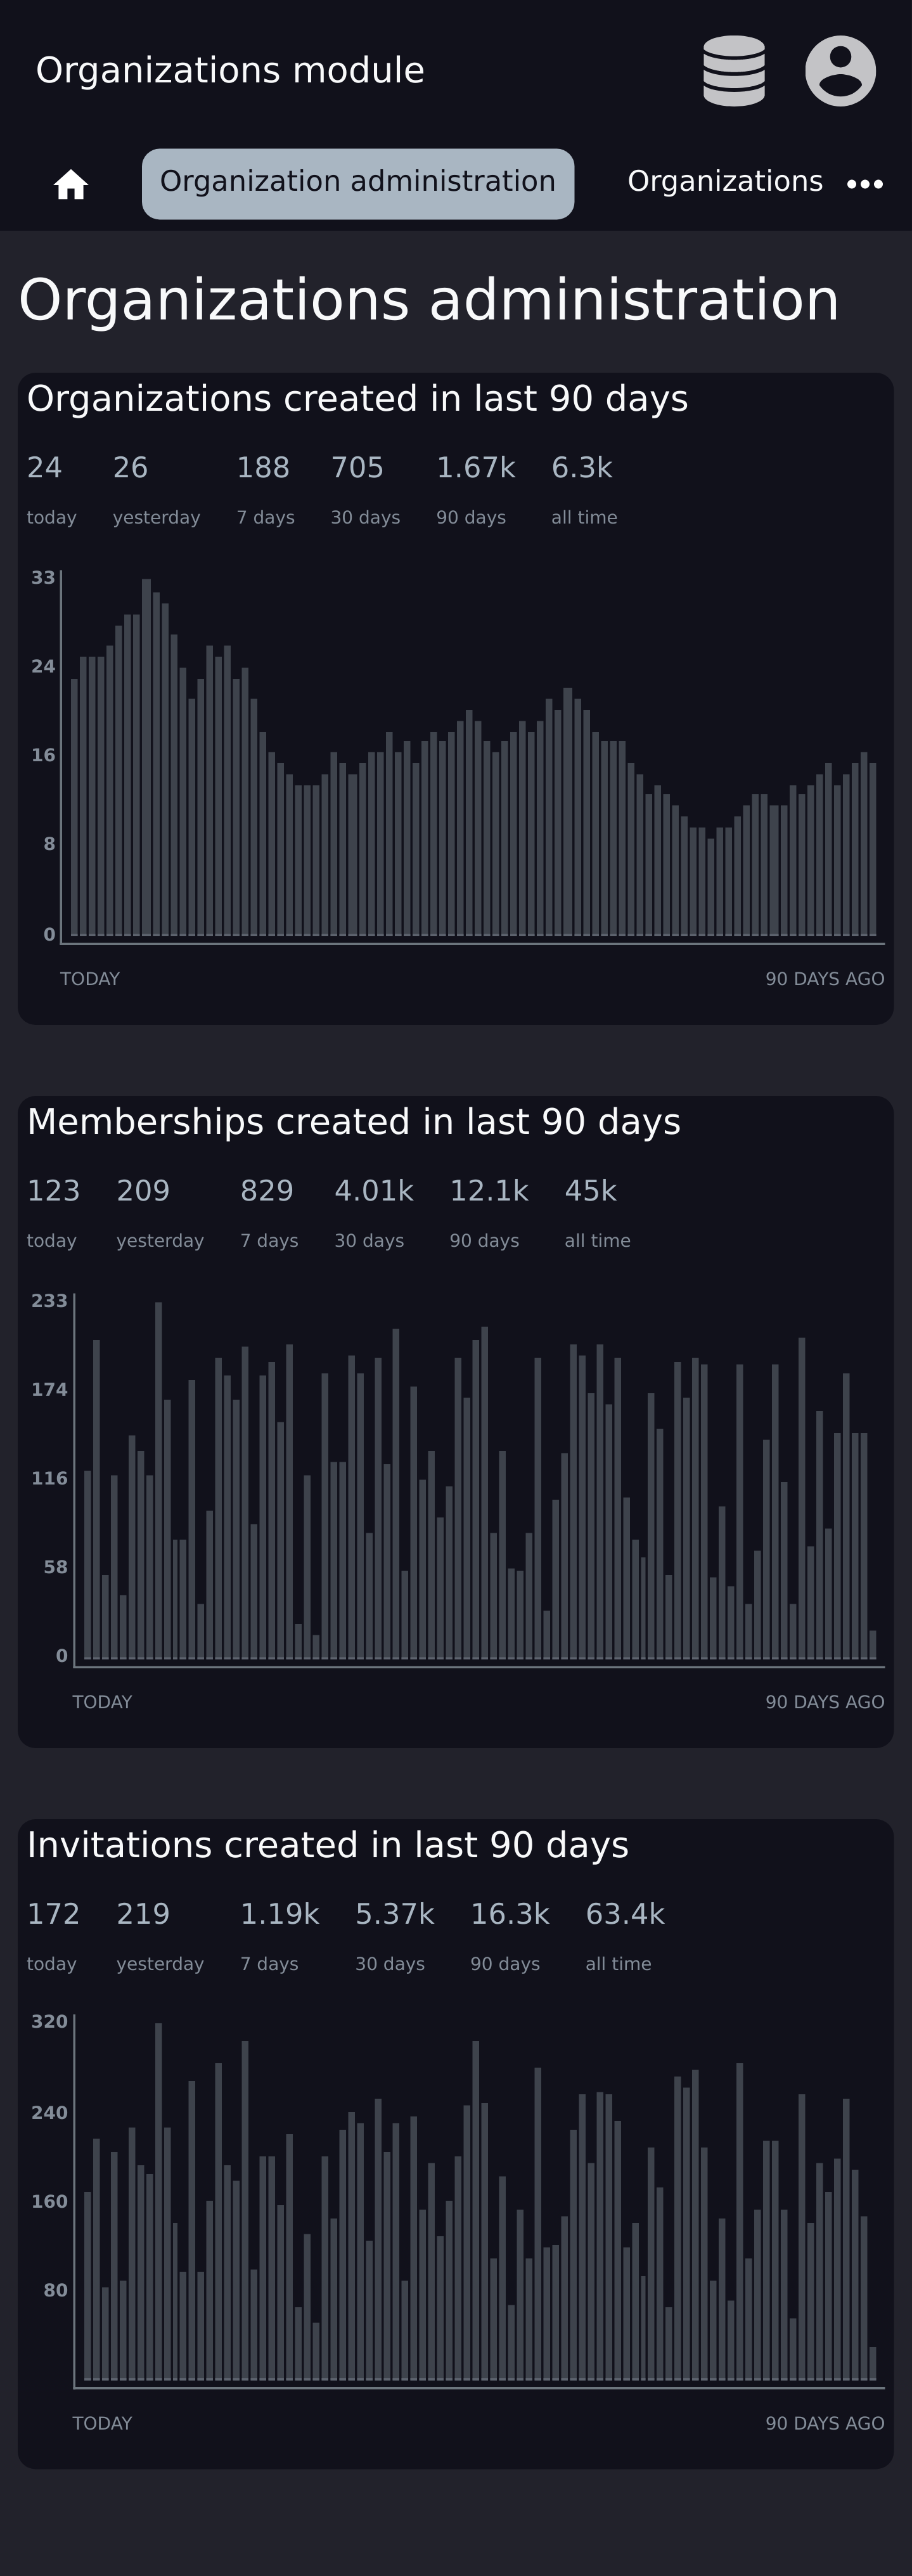 Organizations module
Organization administration Organizations
Organizations administration
Organizations created in last 90 days
24 26 188 705 1.67k 6.3k
today yesterday 7 days 30 days 90 days all time
33
24
16
8
0
TODAY 90 DAYS AGO
Memberships created in last 90 days
123 209 829 4.01k 12.1k 45k
today yesterday 7 days 30 days 90 days all time
233
174
116
58
0
TODAY 90 DAYS AGO
Invitations created in last 90 days
172 219 1.19k 5.37k 16.3k 63.4k
today yesterday 7 days 30 days 90 days all time
320
240
160
80
TODAY 90 DAYS AGO